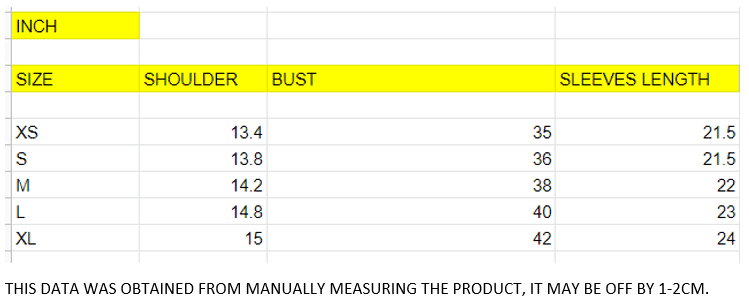 INCH
SIZE SHOULDER BUST SLEEVES LENGTH
XS 13.4 35 21.5
S 13.8 36 21.5
M 14.2 38 22
L 14.8 40 23
XL 15 42 24
THIS DATA WAS OBTAINED FROM MANUALLY MEASURING THE PRODUCT, IT MAY BE OFF BY 1-2CM.